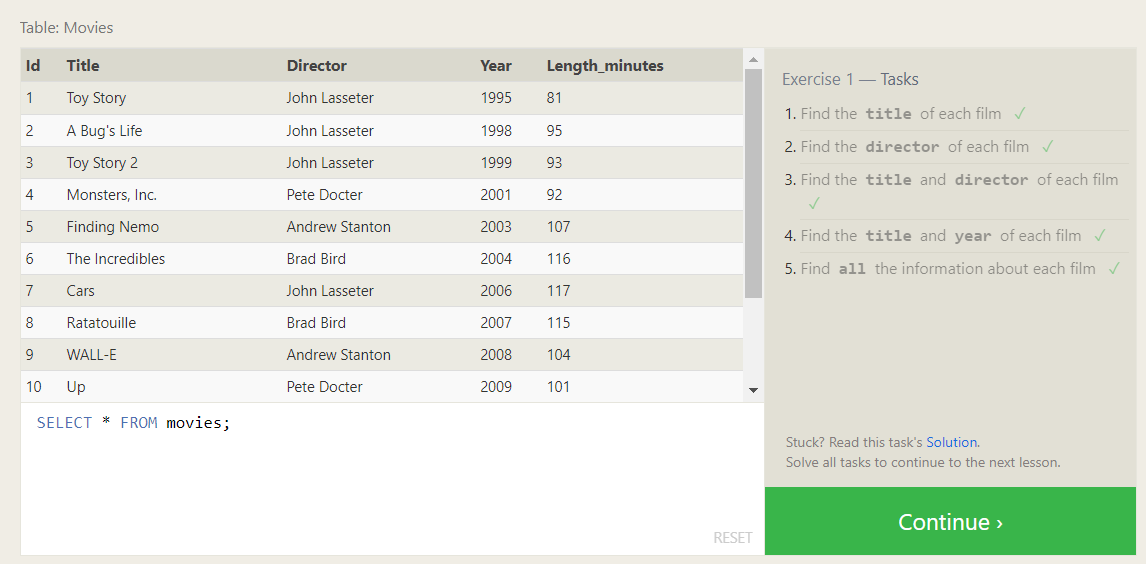 Table: Movies
Id Title Director Year Length_minutes
1 Toy Story John Lasseter 1995 81
2 A Bug's Life John Lasseter 1998 95
3 Toy Story 2 John Lasseter 1999 93
4 Monsters, Inc. Pete Docter 2001 92
5 Finding Nemo Andrew Stanton 2003 107
6 The Incredibles Brad Bird 2004 116
7 Cars John Lasseter 2006 117
8 Ratatouille Brad Bird 2007 115
9 WALL-E Andrew Stanton 2008 104
10 Up Pete Docter 2009 101
SELECT * FROM movies;
RESET
Exercise 1 — Tasks
1. Find the title of each film ✓
2. Find the director of each film ✓
3. Find the title and director of each film
✓
4. Find the title and year of each film ✓
5. Find all the information about each film ✓
Stuck? Read this task's Solution.
Solve all tasks to continue to the next lesson.
Continue ›